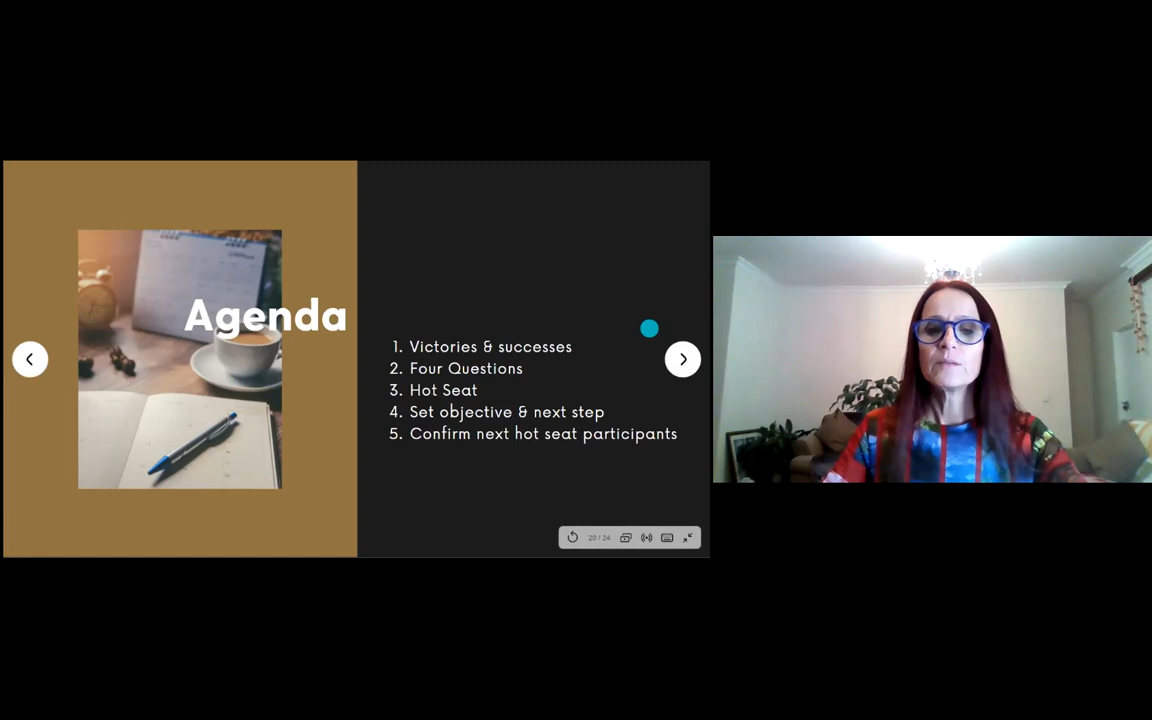 Agenda
1. Victories & successes
2. Four Questions
3. Hot Seat
4. Set objective & next step
5. Confirm next hot seat participants
20 / 24